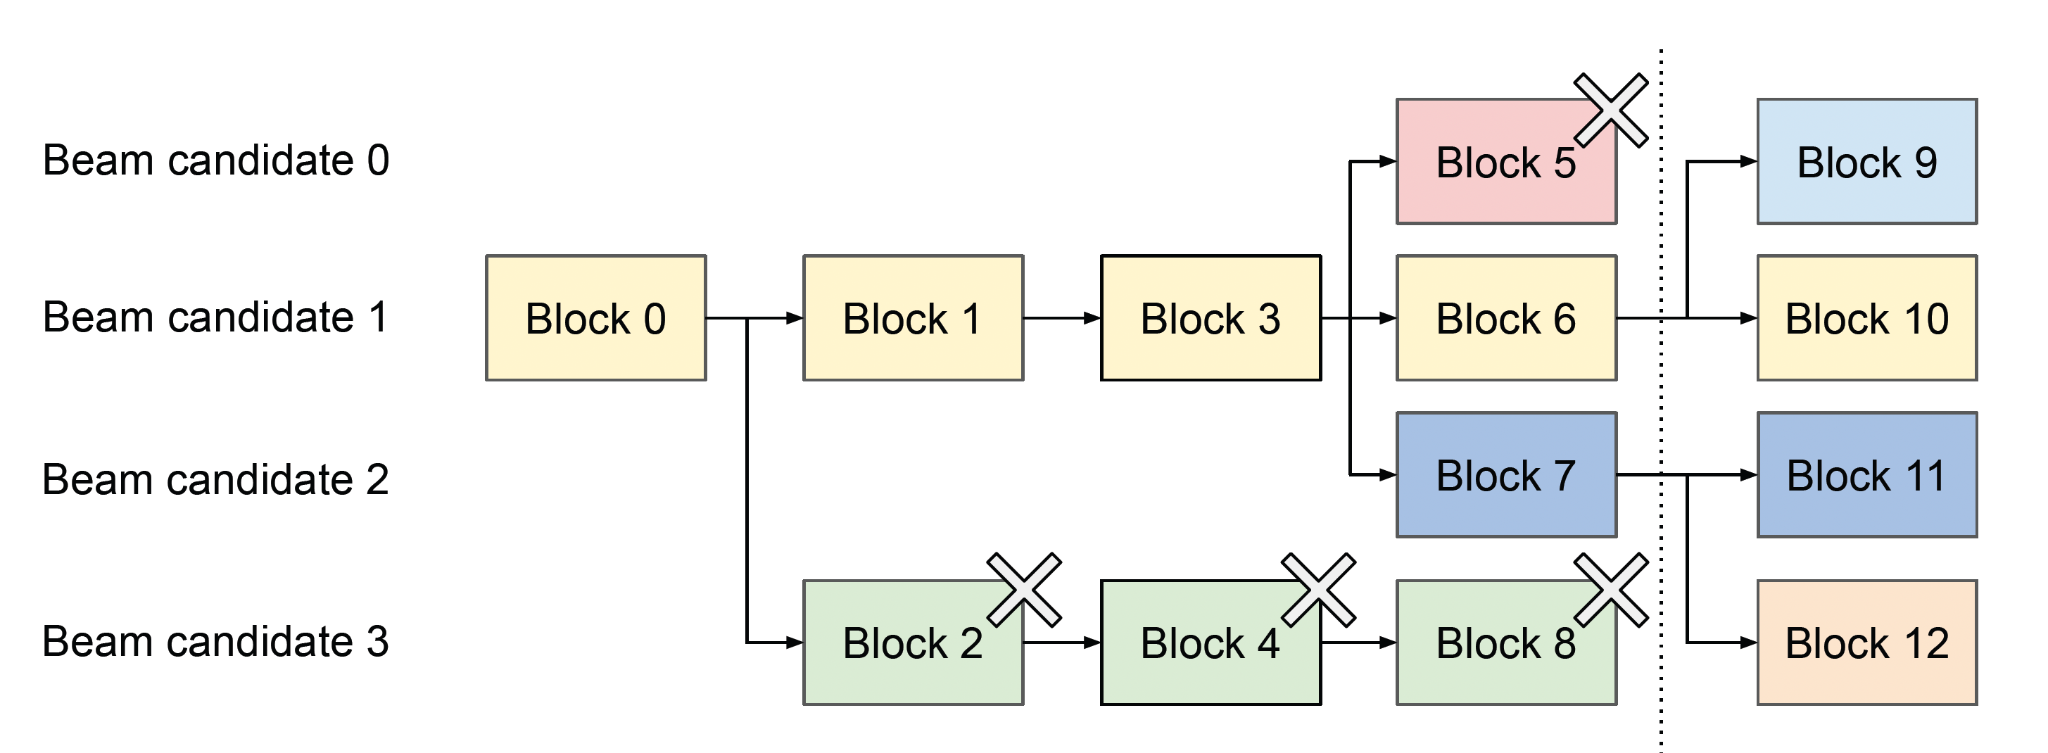 Beam candidate 0
Block 5
Block 9
Beam candidate 1
Block 0
Block 1
Block 3
Block 6
Block 10
Beam candidate 2
Block 7
Block 11
Beam candidate 3
Block 2
Block 4
Block 8
Block 12